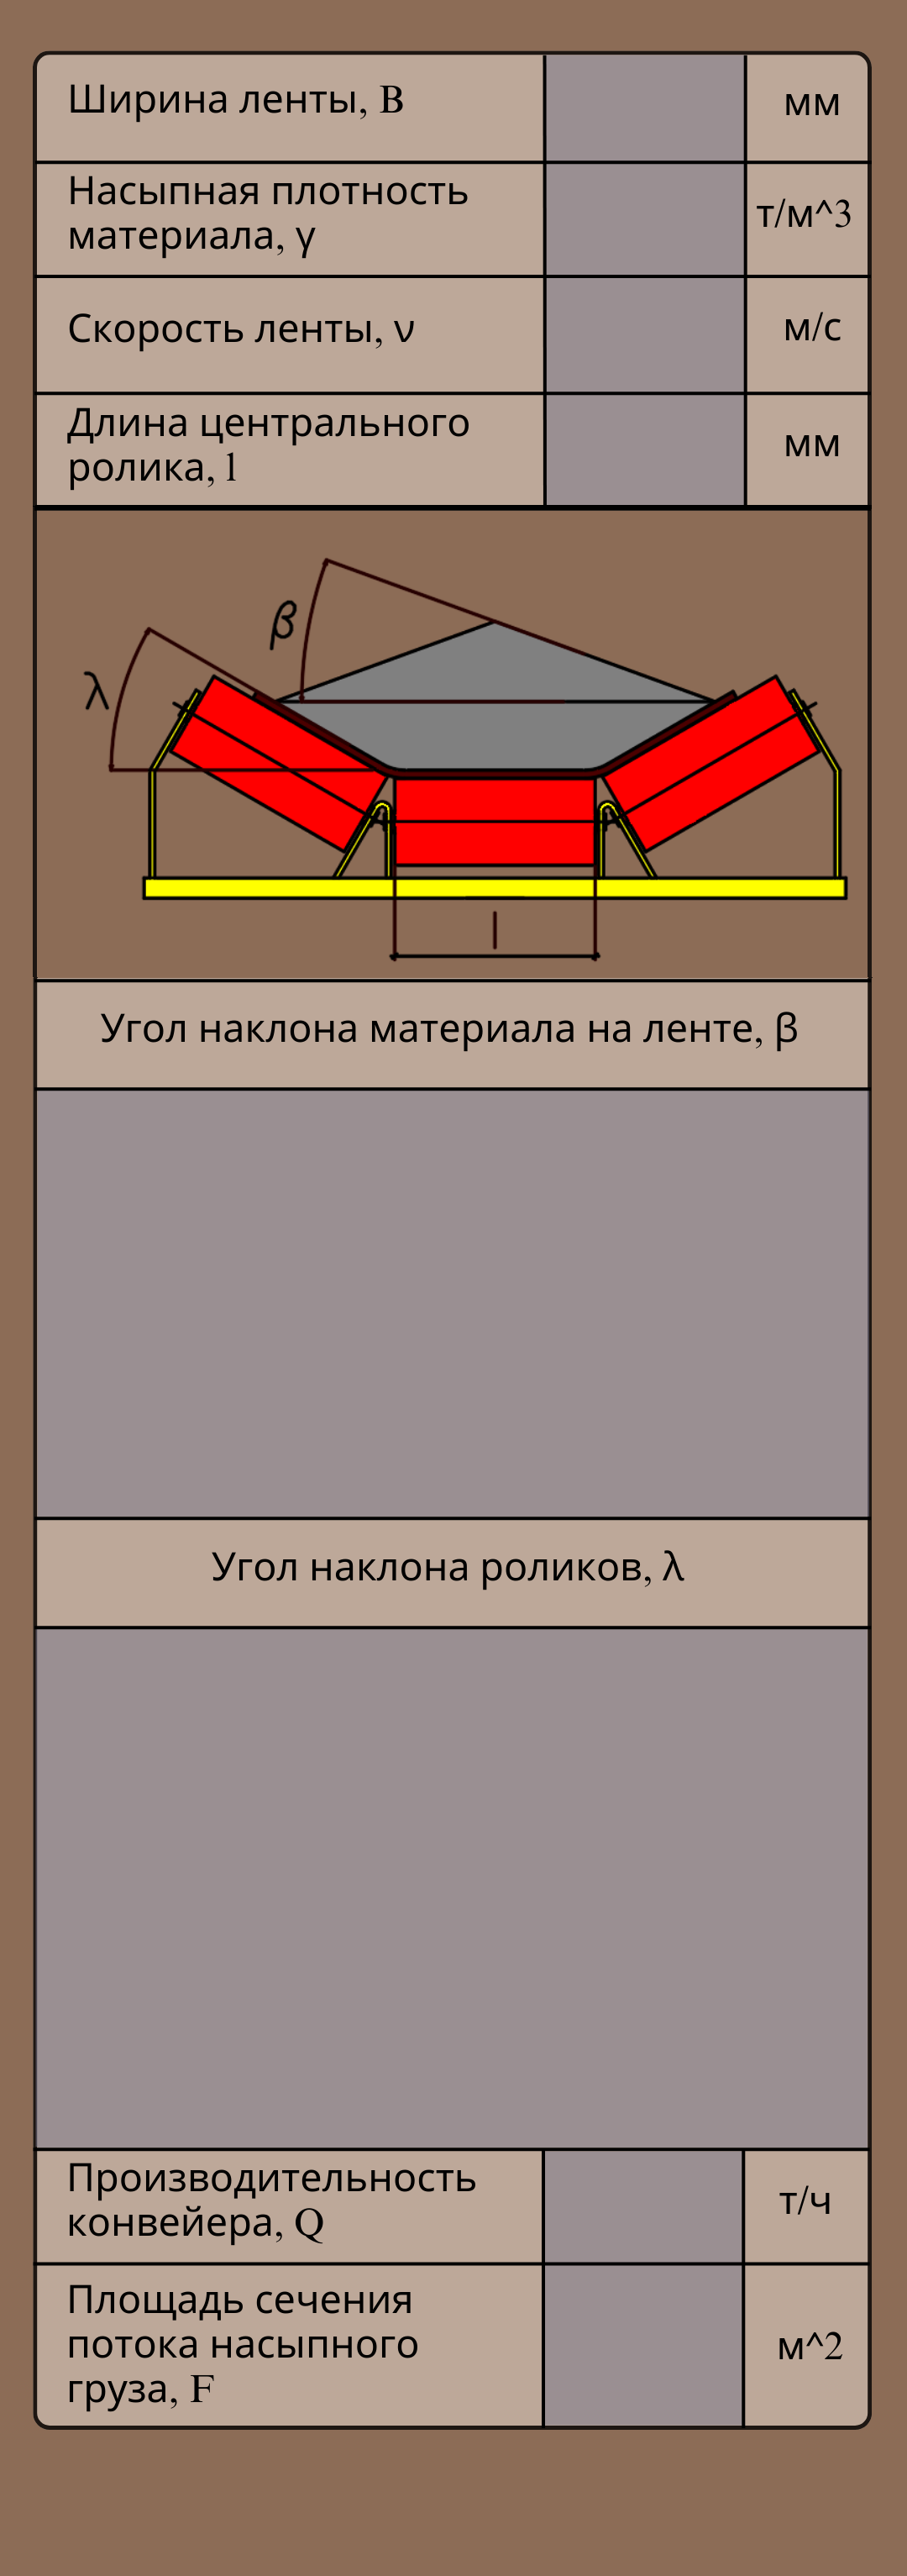 Ширина ленты, B
мм
Насыпная плотность
материала, γ
т/м^3
Скорость ленты, ν
м/с
Длина центрального
ролика, l
мм
β
λ
l
Угол наклона материала на ленте, β
Угол наклона роликов, λ
Производительность
конвейера, Q
т/ч
Площадь сечения
потока насыпного
груза, F
м^2